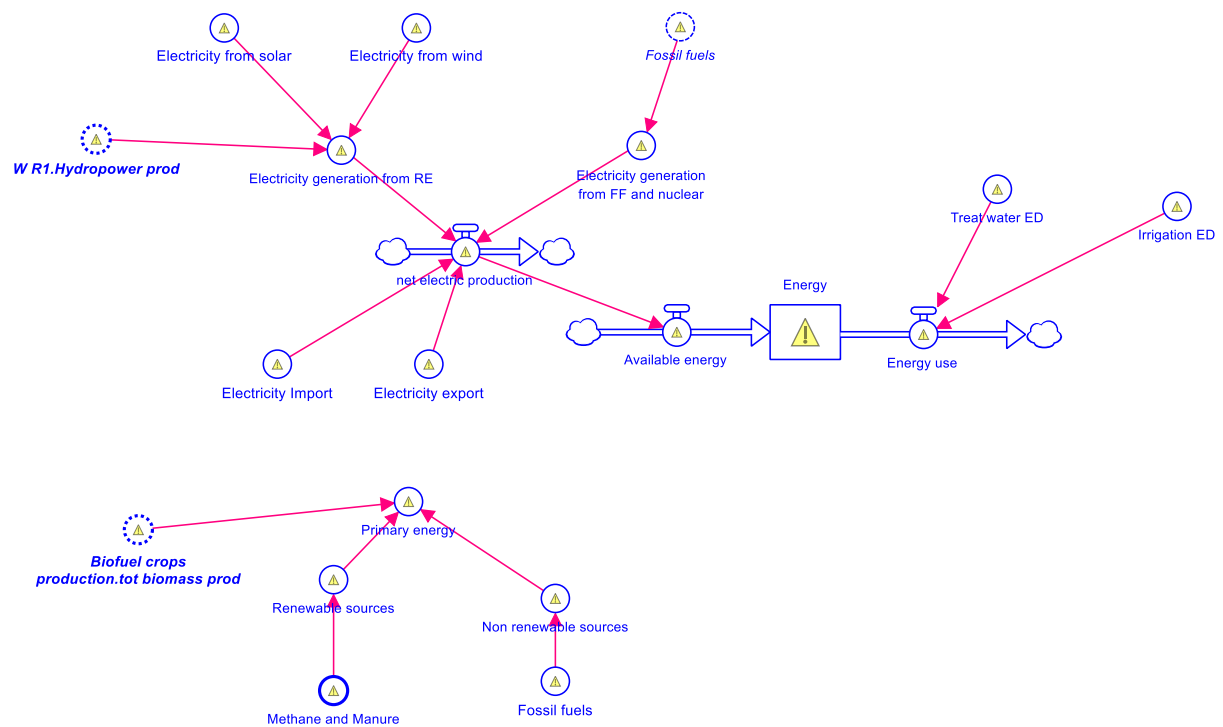 Electricity from solar
Electricity from wind
Fossil fuels
W R1.Hydropower prod
Electricity generation from RE
Electricity generation
from FF and nuclear
Treat water ED
Irrigation ED
net electric production
Energy
Available energy
Energy use
Electricity Import
Electricity export
Primary energy
Biofuel crops
production.tot biomass prod
Renewable sources
Non renewable sources
Methane and Manure
Fossil fuels